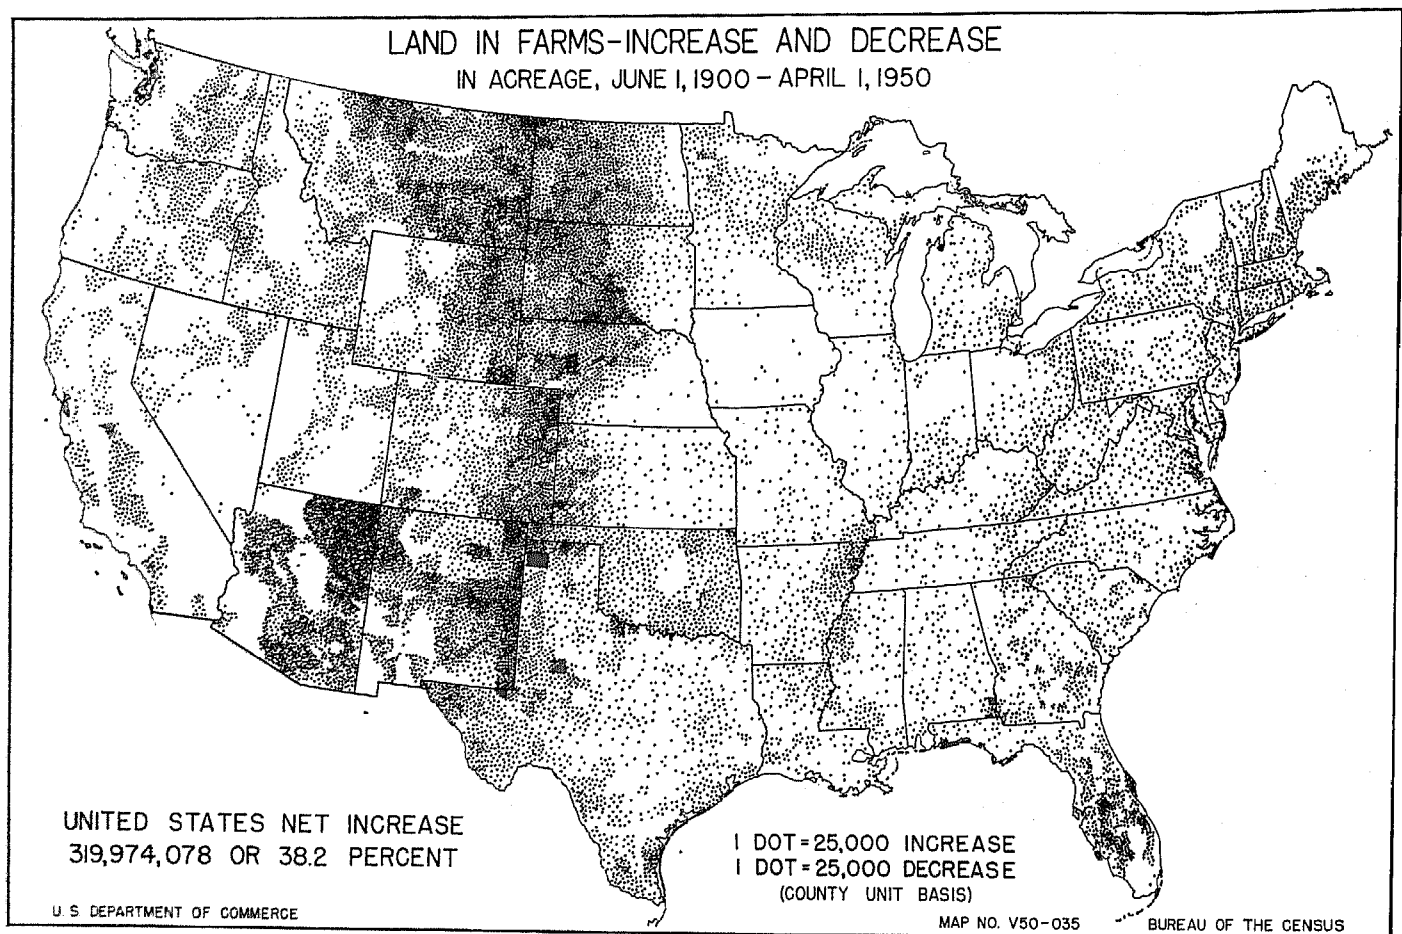 LAND IN FARMS-INCREASE AND DECREASE
IN ACREAGE, JUNE 1, 1900 - APRIL 1, 1950
UNITED STATES NET INCREASE
319,974,078 OR 38.2 PERCENT
1 DOT=25,000 INCREASE
1 DOT=25,000 DECREASE
(COUNTY UNIT BASIS)
U. S. DEPARTMENT OF COMMERCE
MAP NO. V50-035
BUREAU OF THE CENSUS